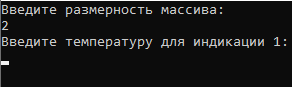 Введите размерность массива:
2
Введите температуру для индикации 1: